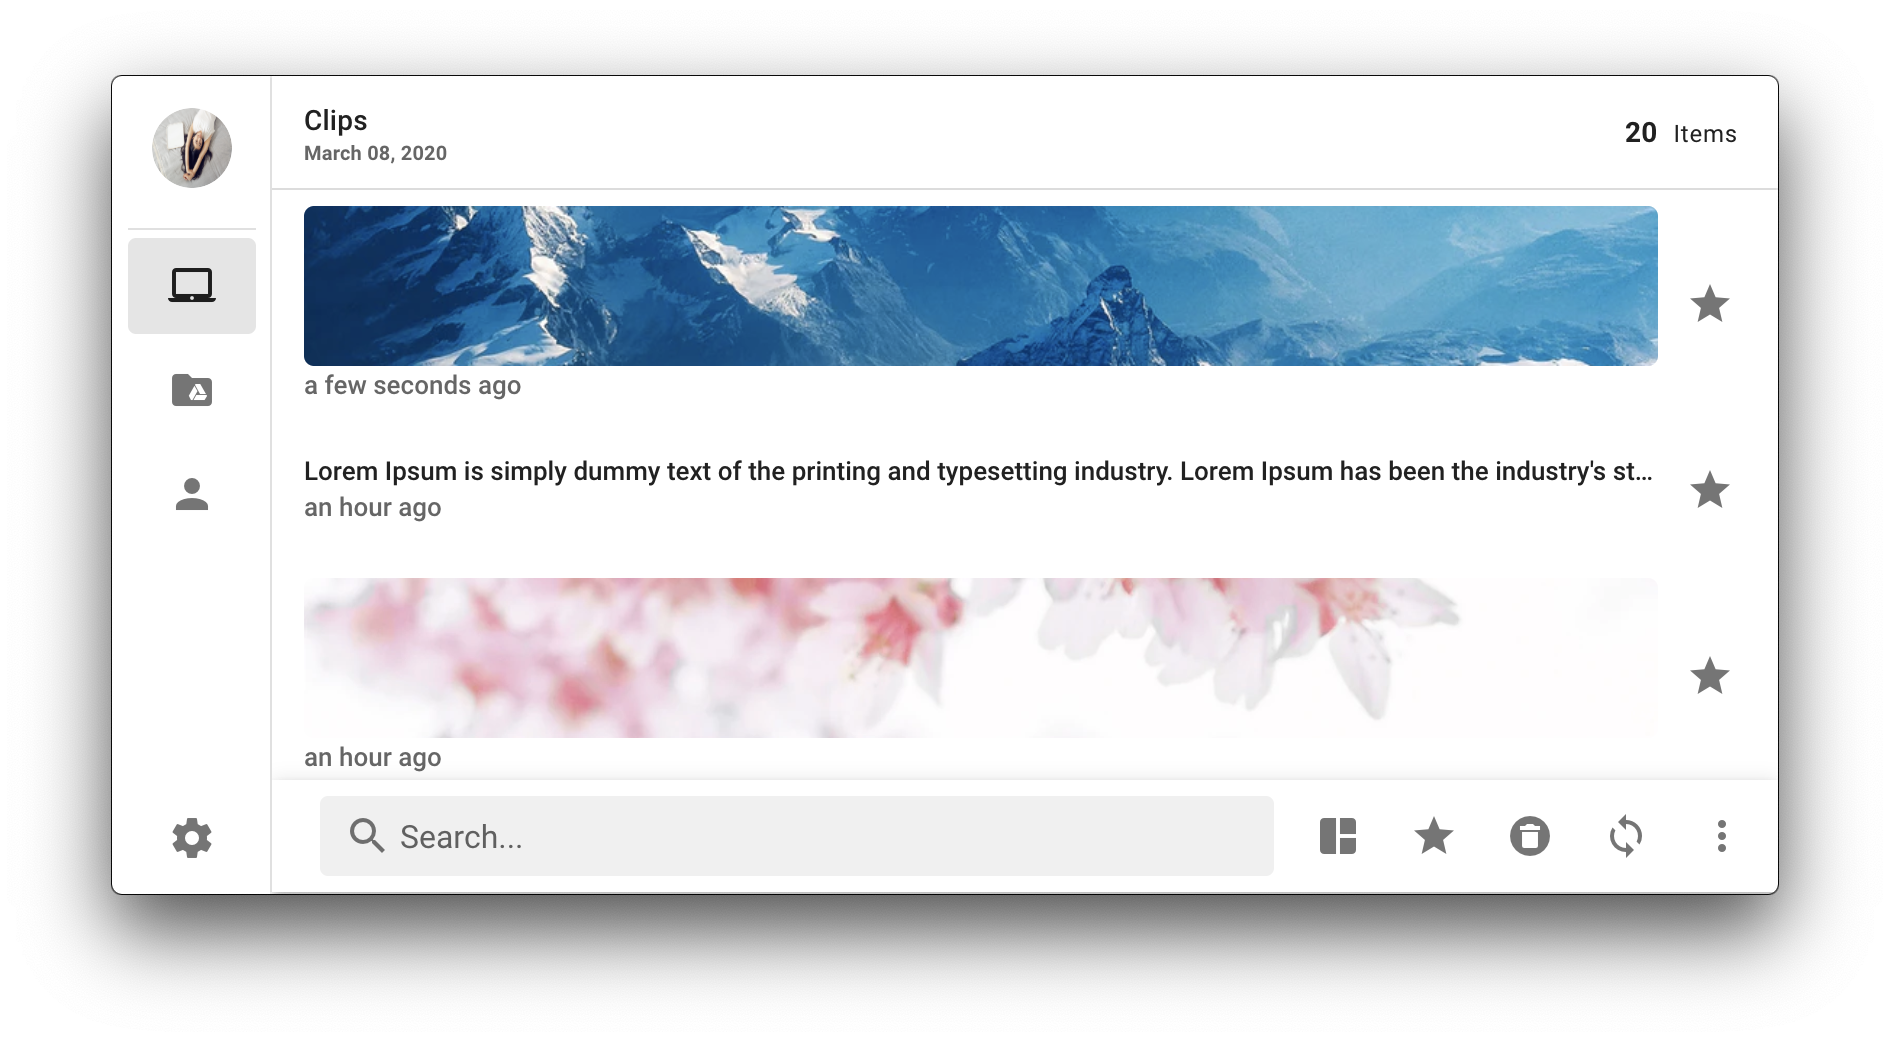 Clips
March 08, 2020
20 Items
a few seconds ago
Lorem Ipsum is simply dummy text of the printing and typesetting industry. Lorem Ipsum has been the industry's st...
an hour ago
an hour ago
Search...